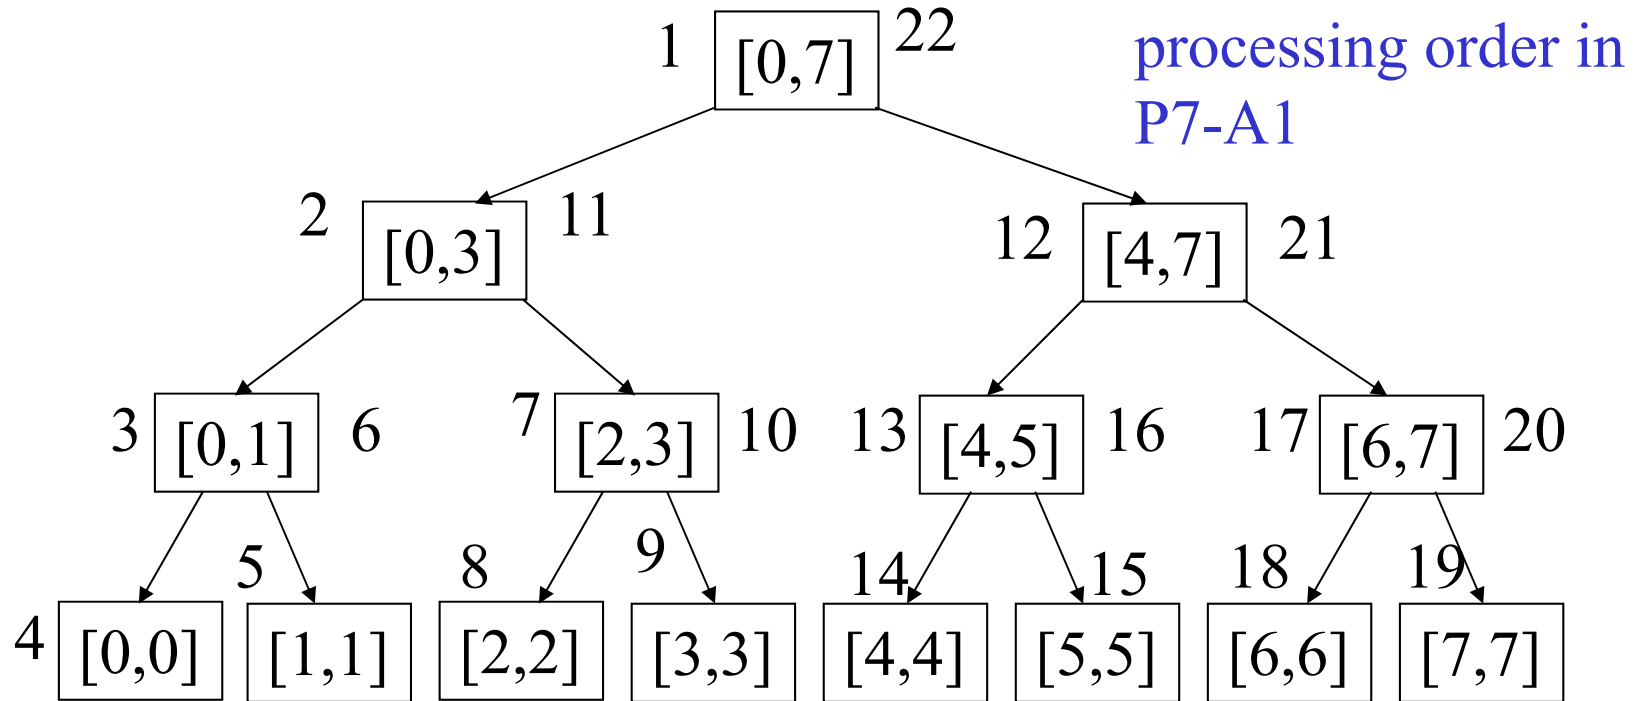 1 [0,7] 22 processing order in
P7-A1
2 [0,3] 11 12 [4,7] 21
3 [0,1] 6 7 [2,3] 10 13 [4,5] 16 17 [6,7] 20
5 8 9 14 15 18 19
4 [0,0] [1,1] [2,2] [3,3] [4,4] [5,5] [6,6] [7,7]